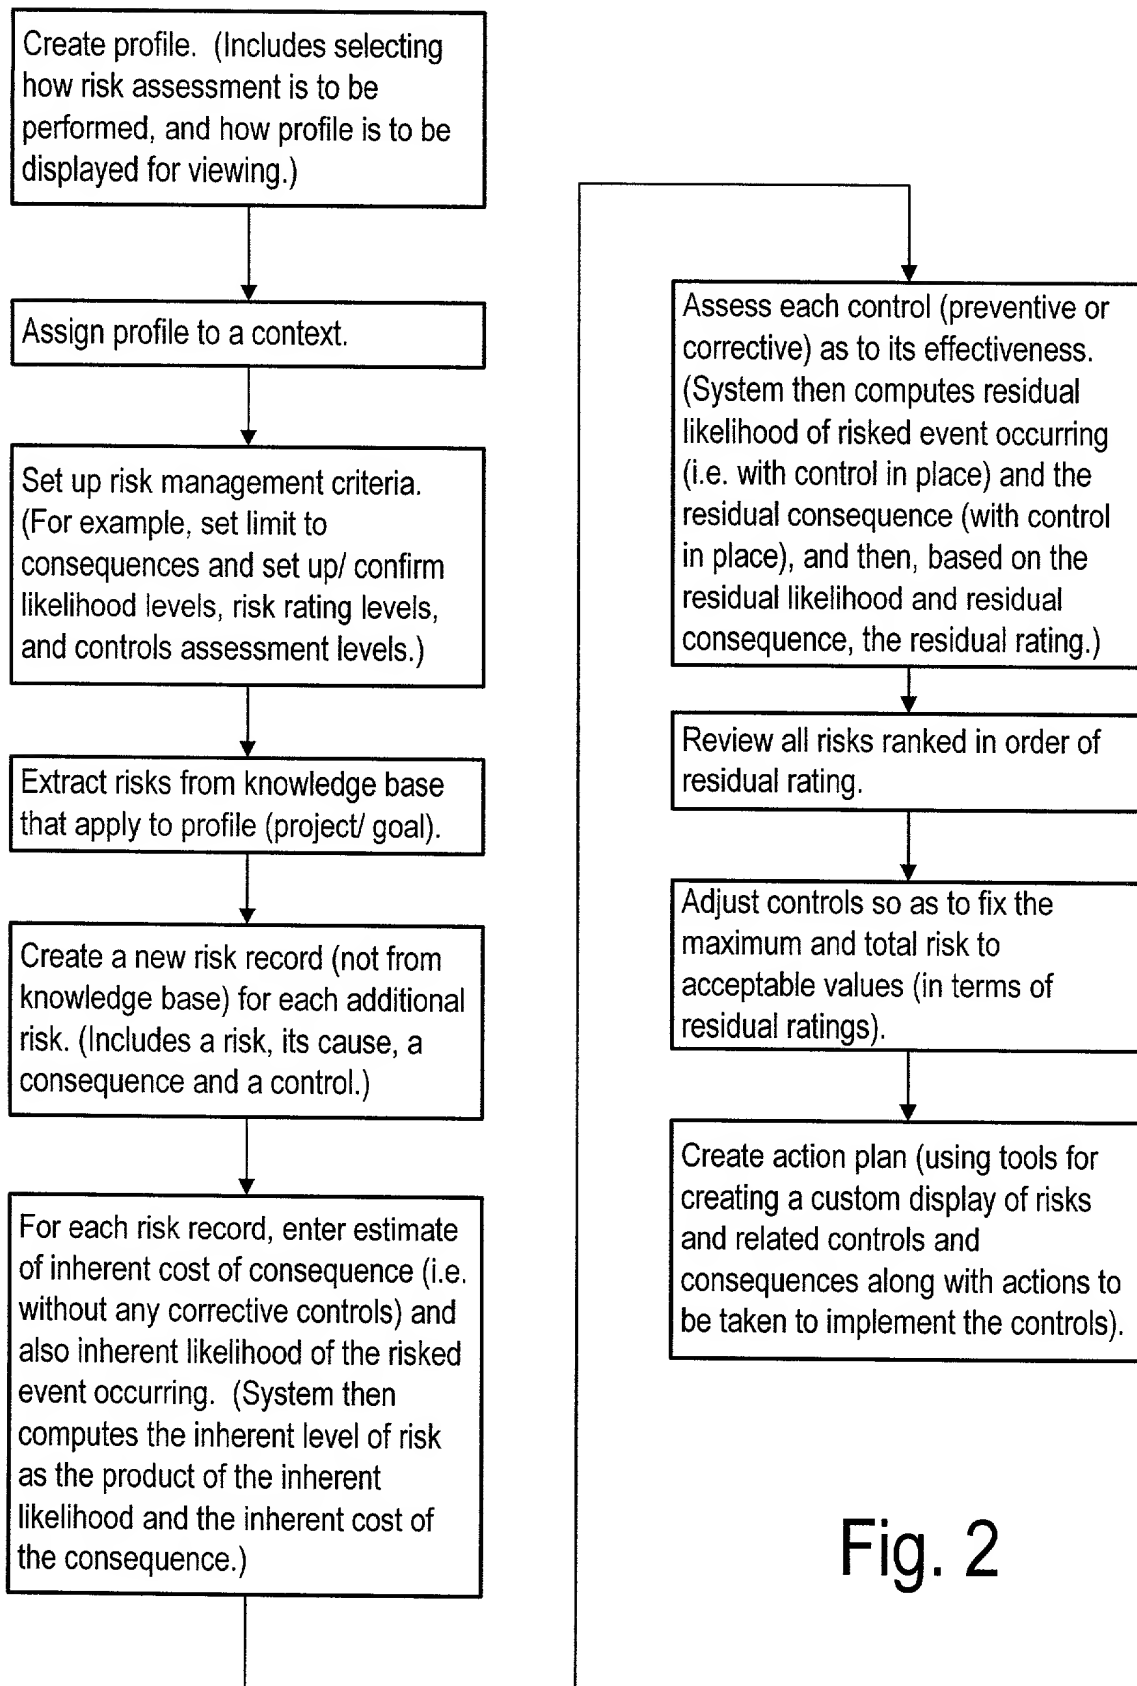 Create profile. (Includes selecting
how risk assessment is to be
performed, and how profile is to be
displayed for viewing.)
Assign profile to a context.
Set up risk management criteria.
(For example, set limit to
consequences and set up/ confirm
likelihood levels, risk rating levels,
and controls assessment levels.)
Extract risks from knowledge base
that apply to profile (project/ goal).
Create a new risk record (not from
knowledge base) for each additional
risk. (Includes a risk, its cause, a
consequence and a control.)
For each risk record, enter estimate
of inherent cost of consequence (i.e.
without any corrective controls) and
also inherent likelihood of the risked
event occurring. (System then
computes the inherent level of risk
as the product of the inherent
likelihood and the inherent cost of
the consequence.)
Assess each control (preventive or
corrective) as to its effectiveness.
(System then computes residual
likelihood of risked event occurring
(i.e. with control in place) and the
residual consequence (with control
in place), and then, based on the
residual likelihood and residual
consequence, the residual rating.)
Review all risks ranked in order of
residual rating.
Adjust controls so as to fix the
maximum and total risk to
acceptable values (in terms of
residual ratings).
Create action plan (using tools for
creating a custom display of risks
and related controls and
consequences along with actions to
be taken to implement the controls).
Fig. 2